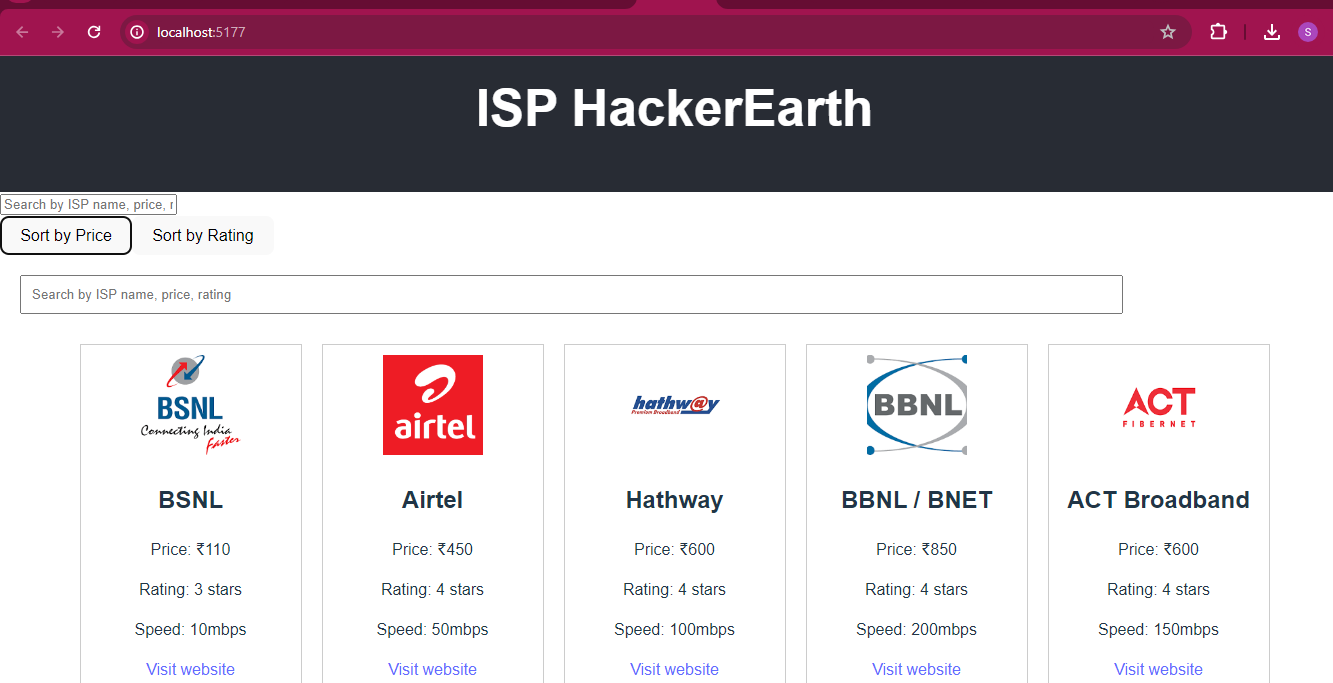 localhost:5177
S
ISP HackerEarth
Search by ISP name, price, r
Sort by Price Sort by Rating
Search by ISP name, price, rating
BSNL
Connecting India
Faster
airtel
hathw@y
Premium Broadband
BBNL
ACT
FIBERNET
BSNL Airtel Hathway BBNL / BNET ACT Broadband
Price: ₹110 Price: ₹450 Price: ₹600 Price: ₹850 Price: ₹600
Rating: 3 stars Rating: 4 stars Rating: 4 stars Rating: 4 stars Rating: 4 stars
Speed: 10mbps Speed: 50mbps Speed: 100mbps Speed: 200mbps Speed: 150mbps
Visit website Visit website Visit website Visit website Visit website